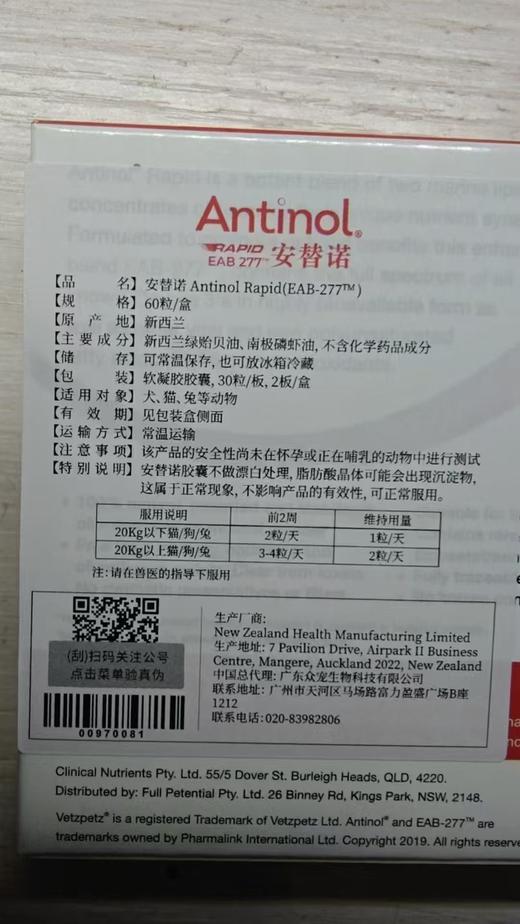 Antinol®
RAPID
EAB 277™ 安替诺
【品 名】安替诺 Antinol Rapid(EAB-277™)
【规 格】60粒/盒
【原 产 地】新西兰
【主要成分】新西兰绿贻贝油、南极磷虾油，不含化学药品成分
【储 存】可常温保存，也可放冰箱冷藏
【包 装】软凝胶胶囊，30粒/板，2板/盒
【适用对象】犬、猫、兔等动物
【有 效 期】见包装盒侧面
【运输方式】常温运输
【注意事项】该产品的安全性尚未在怀孕或正在哺乳的动物中进行测试
【特别说明】安替诺胶囊不做漂白处理，脂肪酸晶体可能会出现沉淀物，
这属于正常现象，不影响产品的有效性，可正常服用。
服用说明 前2周 维持用量
20Kg以下猫/狗/兔 2粒/天 1粒/天
20Kg以上猫/狗/兔 3-4粒/天 2粒/天
注:请在兽医的指导下服用
(刮)扫码关注公号
点击菜单验真伪
00970081
生产厂商:
New Zealand Health Manufacturing Limited
生产地址: 7 Pavilion Drive, Airpark II Business
Centre, Mangere, Auckland 2022, New Zealand
中国总代理: 广东众宠生物科技有限公司
联系地址: 广州市天河区马场路富力盈盛广场B座
1212
联系电话:020-83982806
Clinical Nutrients Pty. Ltd. 55/5 Dover St. Burleigh Heads, QLD, 4220.
Distributed by: Full Petential Pty. Ltd. 26 Binney Rd, Kings Park, NSW, 2148.
Vetzpetz® is a registered Trademark of Vetzpetz Ltd. Antinol® and EAB-277™ are
trademarks owned by Pharmalink International Ltd. Copyright 2019. All rights reserve